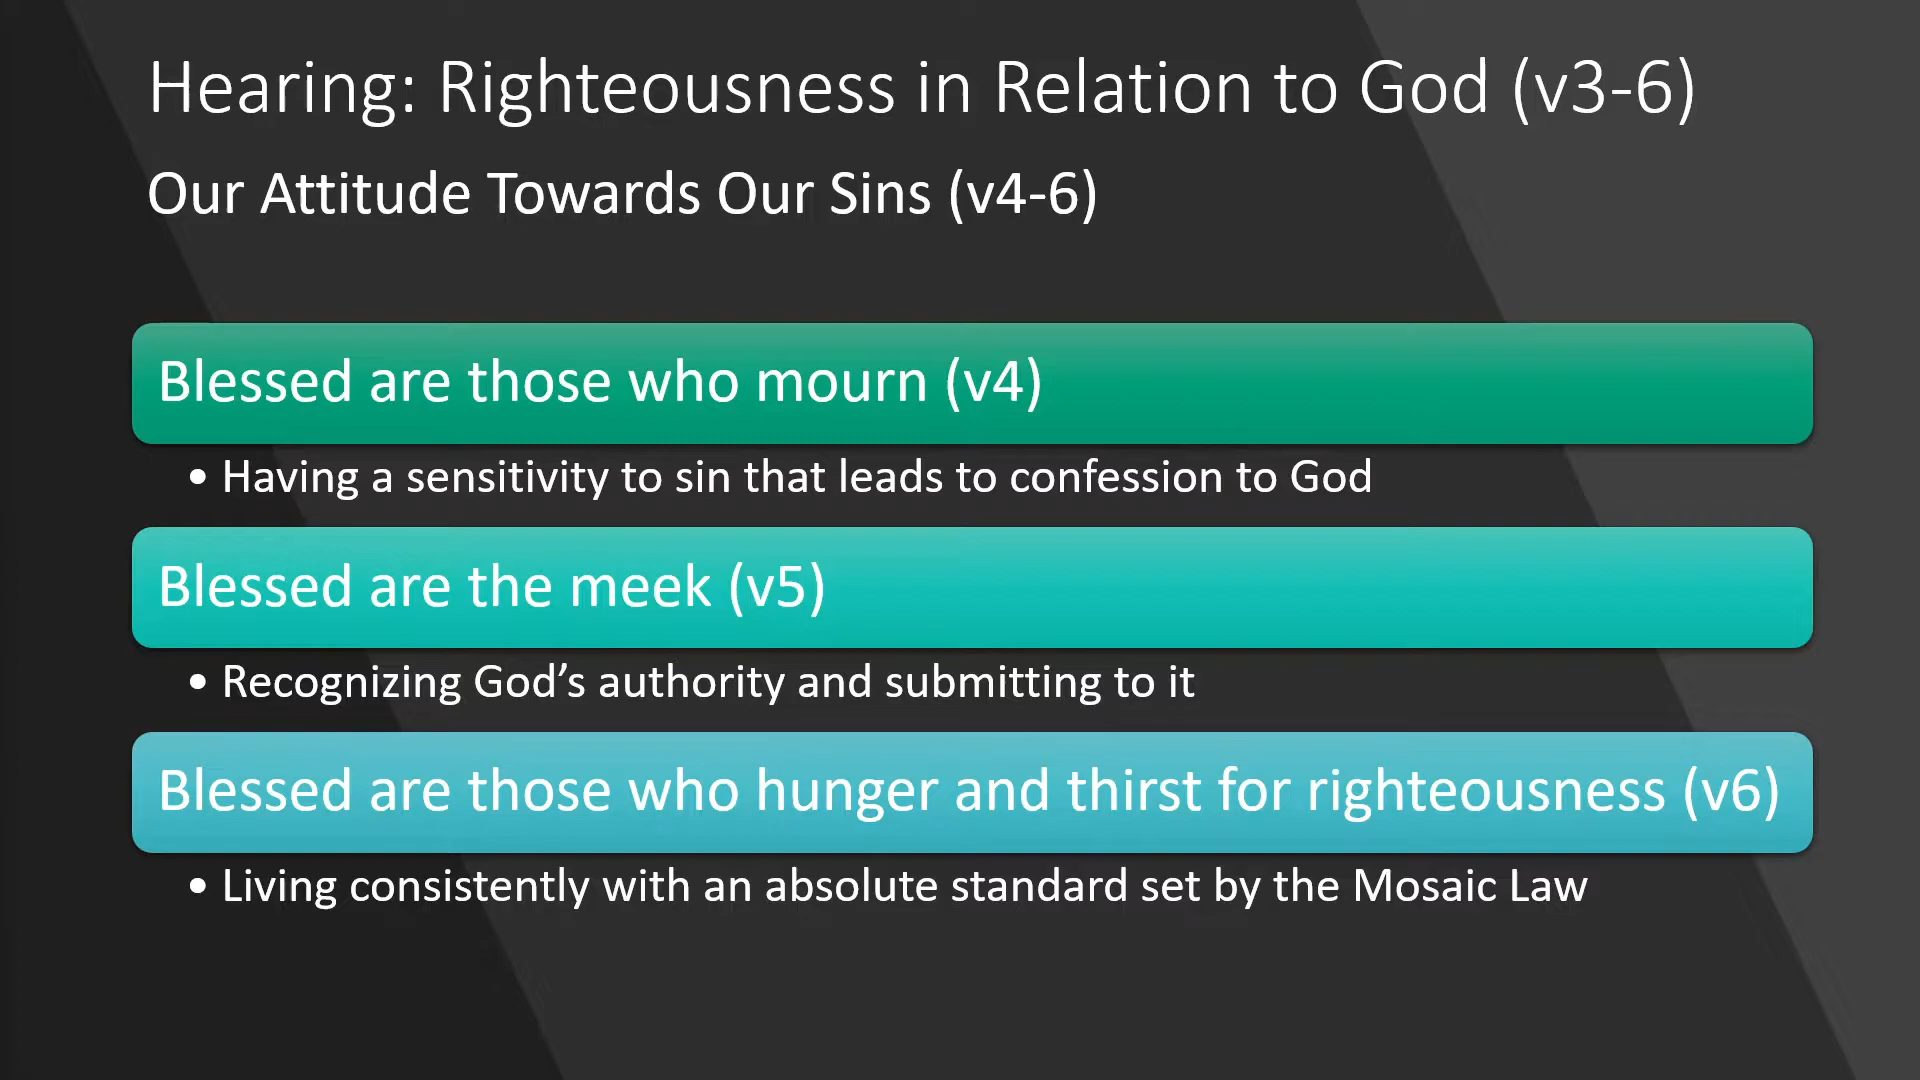 Hearing: Righteousness in Relation to God (v3-6)
Our Attitude Towards Our Sins (v4-6)
Blessed are those who mourn (v4)
• Having a sensitivity to sin that leads to confession to God
Blessed are the meek (v5)
• Recognizing God’s authority and submitting to it
Blessed are those who hunger and thirst for righteousness (v6)
• Living consistently with an absolute standard set by the Mosaic Law